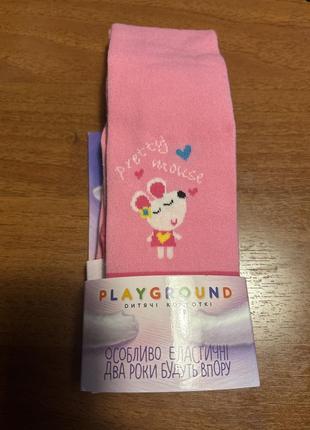 pretty
mouse
PLAYGROUND
ДИТЯЧІ КОЛГОТКИ
ОСОБЛИВО ЕЛАСТИЧНІ
ДВА РОКИ БУДУТЬ ВПОРУ